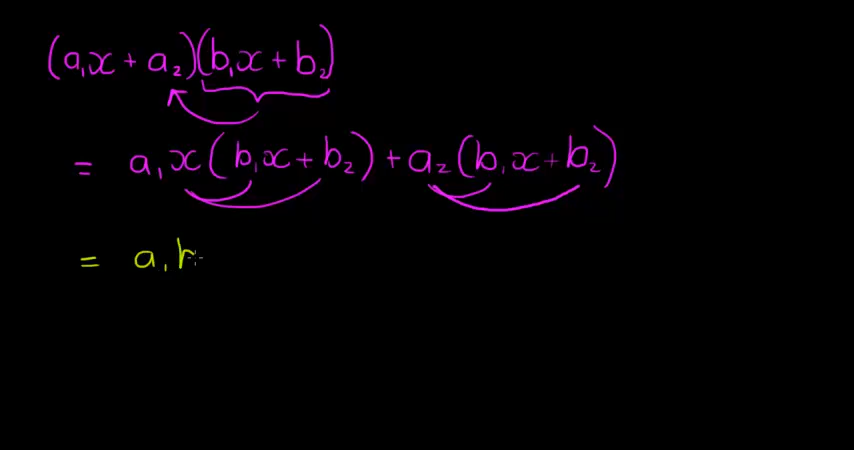 (a₁x + a₂)(b₁x + b₂)
= a₁x(b₁x + b₂) + a₂(b₁x + b₂)
= a₁